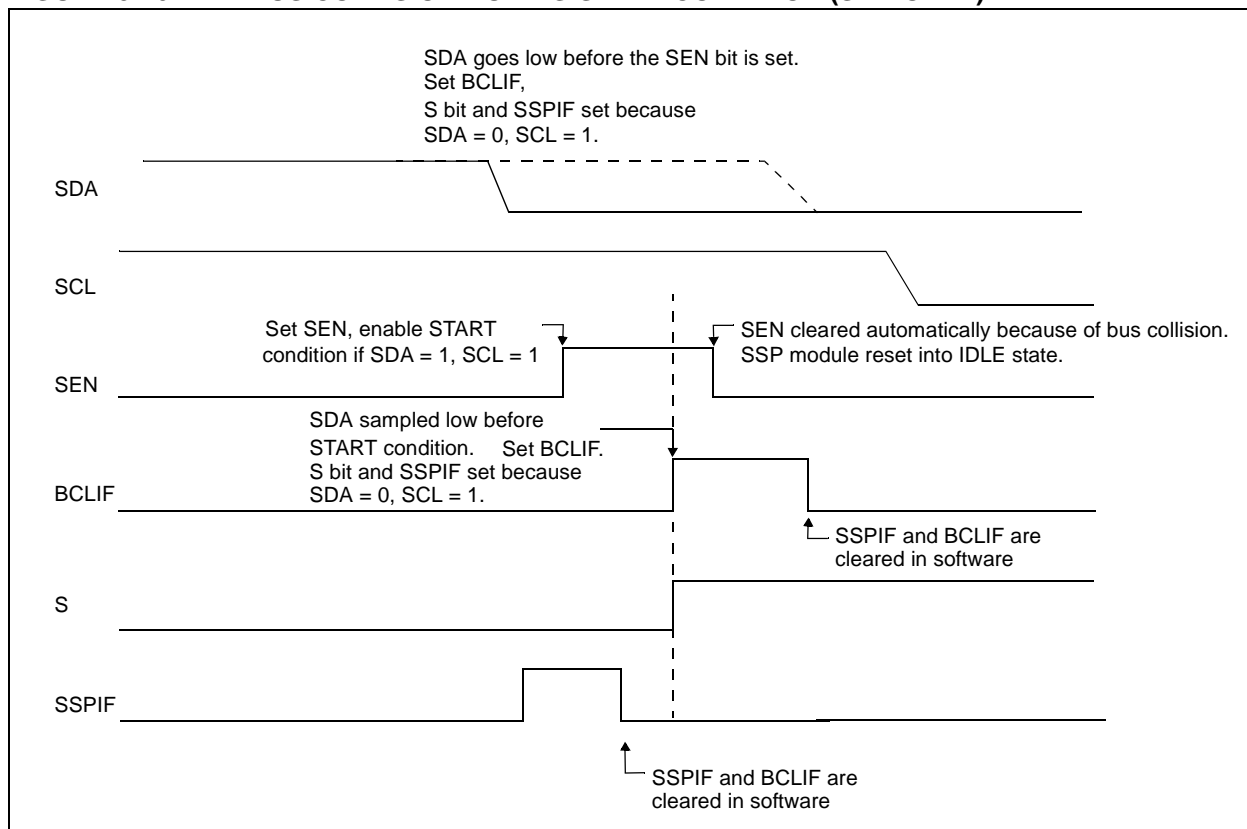 SDA goes low before the SEN bit is set.
Set BCLIF,
S bit and SSPIF set because
SDA = 0, SCL = 1.
SDA
SCL
Set SEN, enable START
condition if SDA = 1, SCL = 1
SEN cleared automatically because of bus collision.
SSP module reset into IDLE state.
SEN
SDA sampled low before
START condition. Set BCLIF.
S bit and SSPIF set because
SDA = 0, SCL = 1.
BCLIF
SSPIF and BCLIF are
cleared in software
S
SSPIF
SSPIF and BCLIF are
cleared in software